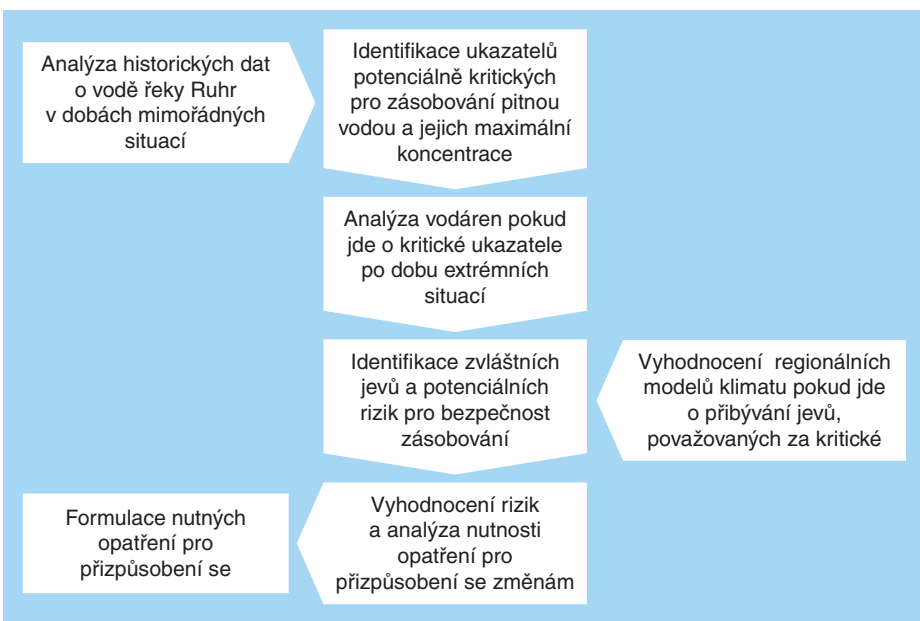 Analýza historických dat
o vodě řeky Ruhr
v dobách mimořádných
situací
Identifikace ukazatelů
potenciálně kritických
pro zásobování pitnou
vodou a jejich maximální
koncentrace
Analýza vodáren pokud
jde o kritické ukazatele
po dobu extrémních
situací
Identifikace zvláštních
jevů a potenciálních
rizik pro bezpečnost
zásobování
Vyhodnocení regionálních
modelů klimatu pokud jde
o přibývání jevů,
považovaných za kritické
Vyhodnocení rizik
a analýza nutnosti
opatření pro
přizpůsobení se změnám
Formulace nutných
opatření pro
přizpůsobení se